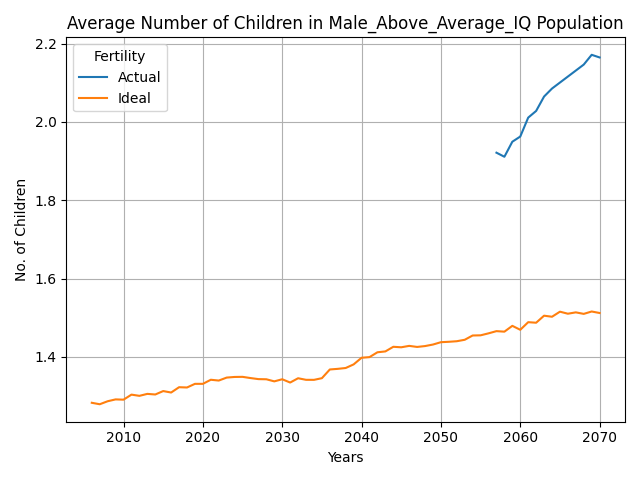 Average Number of Children in Male_Above_Average_IQ Population
Fertility
Actual
Ideal
2.2
2.0
1.8
1.6
1.4
No. of Children
2010 2020 2030 2040 2050 2060 2070
Years